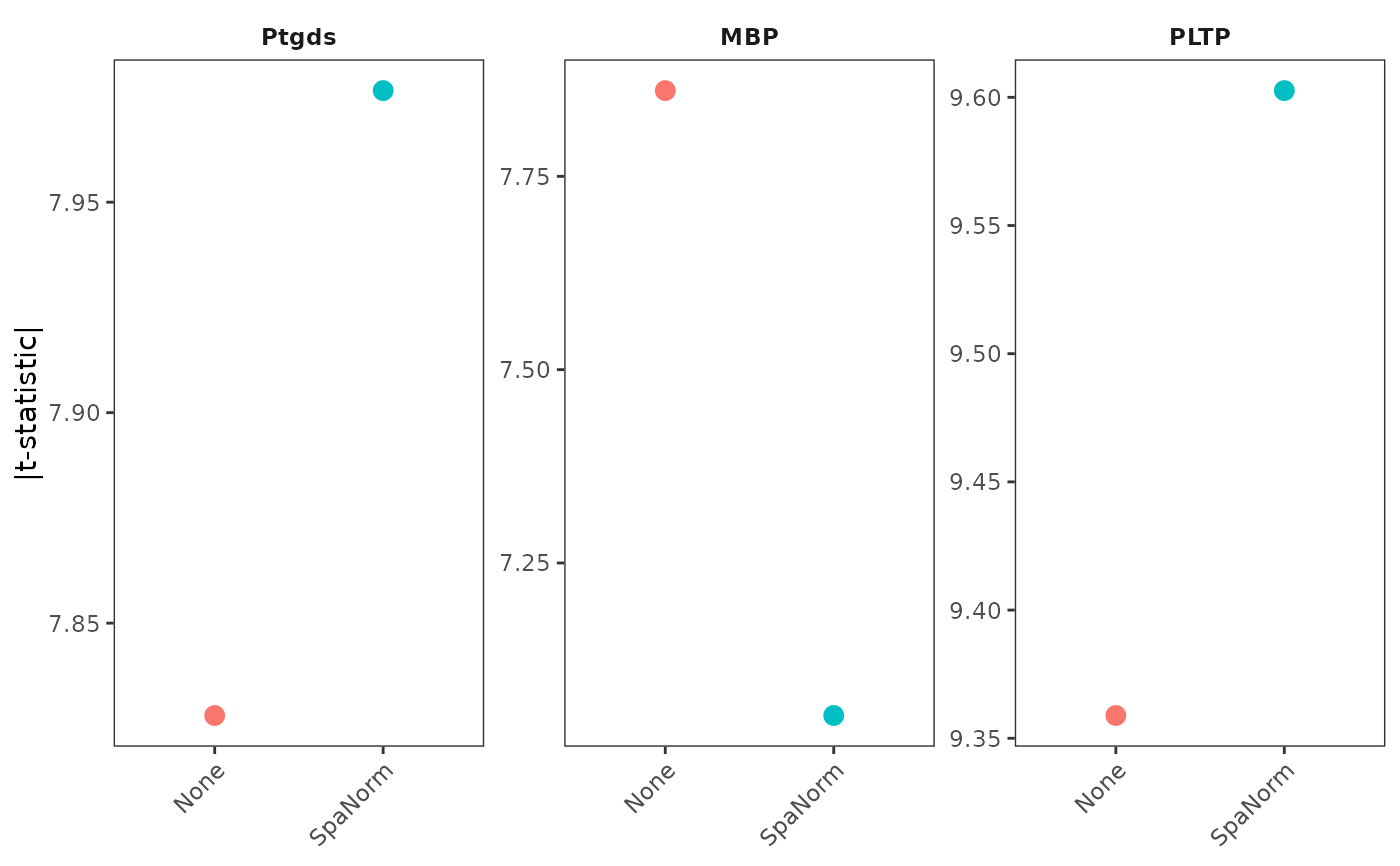 Ptgds
MBP
PLTP
|t-statistic|
7.95
7.90
7.85
None
SpaNorm
7.75
7.50
7.25
None
SpaNorm
9.60
9.55
9.50
9.45
9.40
9.35
None
SpaNorm